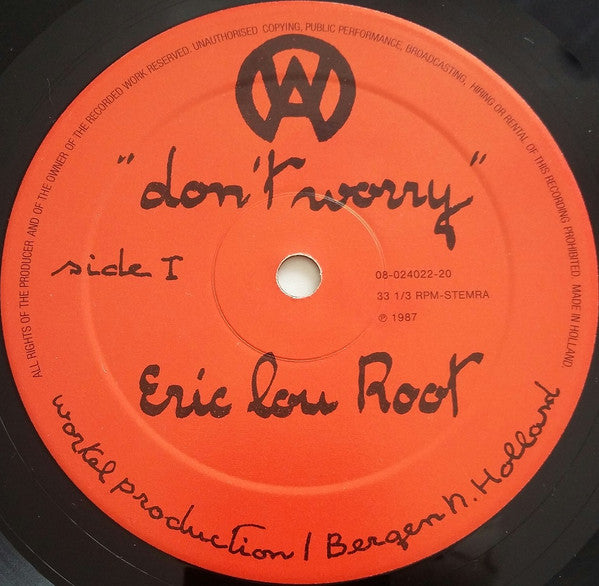 ALL RIGHTS OF THE PRODUCER AND OF THE OWNER OF THE RECORDED WORK RESERVED. UNAUTHORISED COPYING, PUBLIC PERFORMANCE, BROADCASTING, HIRING OR RENTAL OF THIS RECORDING PROHIBITED. MADE IN HOLLAND.
WA
"don't worry"
side I
08-024022-20
33 1/3 RPM-STEMRA
℗ 1987
Eric Lou Root
workel production / Bergen n. Holland